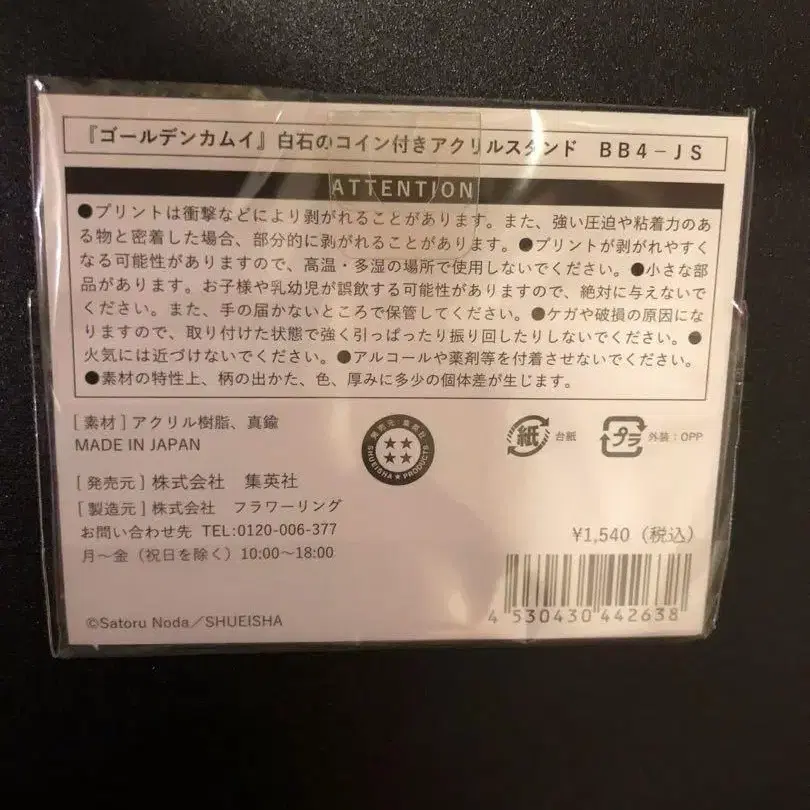 『ゴールデンカムイ』白石のコイン付きアクリルスタンド BB4-JS
ATTENTION
●プリントは衝撃などにより剥がれることがあります。また、強い圧迫や粘着力のあ
る物と密着した場合、部分的に剥がれることがあります。●プリントが剥がれやすく
なる可能性がありますので、高温・多湿の場所で使用しないでください。●小さな部
品があります。お子様や乳幼児が誤飲する可能性がありますので、絶対に与えないで
ください。また、手の届かないところで保管してください。●ケガや破損の原因にな
りますので、取り付けた状態で強く引っぱったり振り回したりしないでください。●
火気には近づけないでください。●アルコールや薬剤等を付着させないでください。
●素材の特性上、柄の出かた、色、厚みに多少の個体差が生じます。
[素材]アクリル樹脂、真鍮
MADE IN JAPAN
発売元 集英社
SHUEISHA★PRODUCTS
紙 台紙
プラ 外装:OPP
[発売元]株式会社 集英社
[製造元]株式会社 フラワーリング
お問い合わせ先 TEL:0120-006-377
月〜金(祝日を除く)10:00〜18:00
¥1,540(税込)
4 530430 442638
©Satoru Noda/SHUEISHA